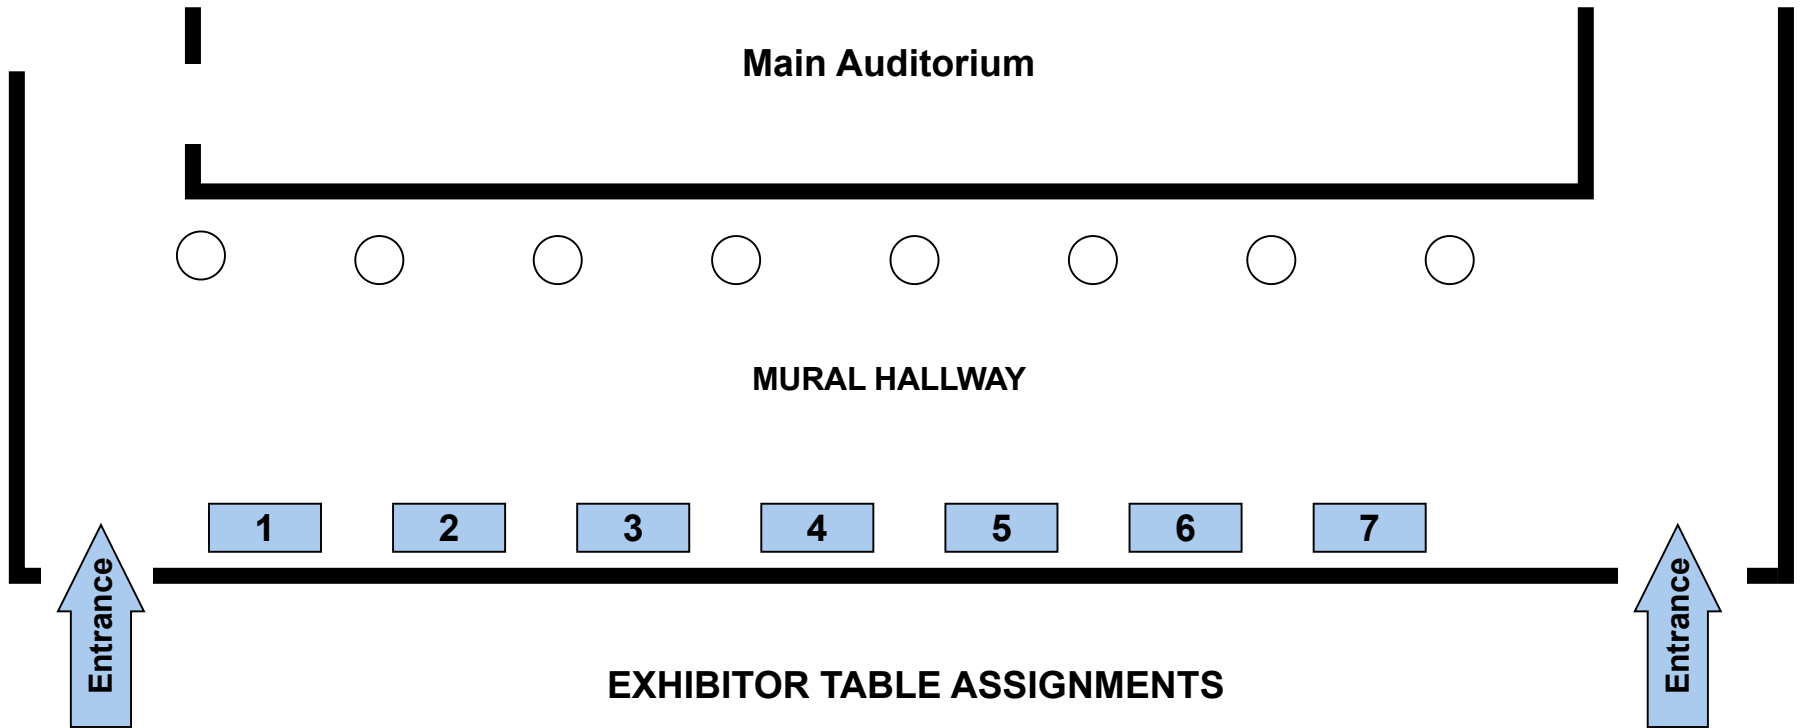 Main Auditorium
MURAL HALLWAY
1 2 3 4 5 6 7
Entrance
Entrance
EXHIBITOR TABLE ASSIGNMENTS